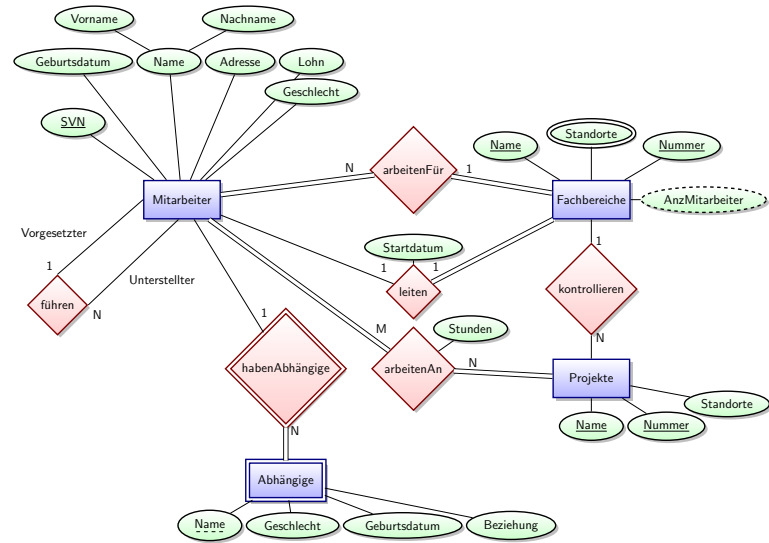 Vorname
Nachname
Geburtsdatum
Name
Adresse
Lohn
Geschlecht
SVN
Name
Standorte
Nummer
N
arbeitenFür
1
Mitarbeiter
Fachbereiche
AnzMitarbeiter
Vorgesetzter
Startdatum
1
1
1
1
Unterstellter
leiten
kontrollieren
führen
N
1
M
Stunden
N
habenAbhängige
arbeitenAn
N
Projekte
Standorte
Name
Nummer
N
Abhängige
Name
Geschlecht
Geburtsdatum
Beziehung